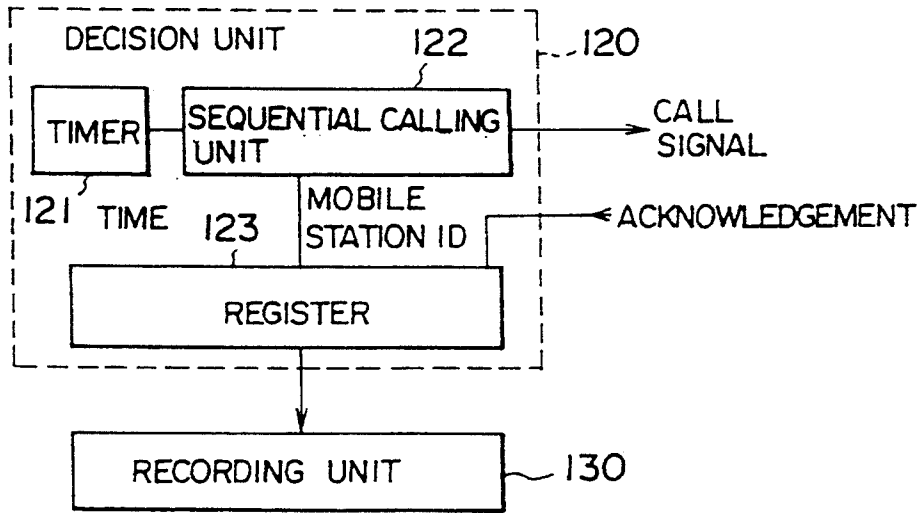 DECISION UNIT
122
120
TIMER
SEQUENTIAL CALLING
UNIT
CALL
SIGNAL
121
TIME
123
MOBILE
STATION ID
ACKNOWLEDGEMENT
REGISTER
RECORDING UNIT
130